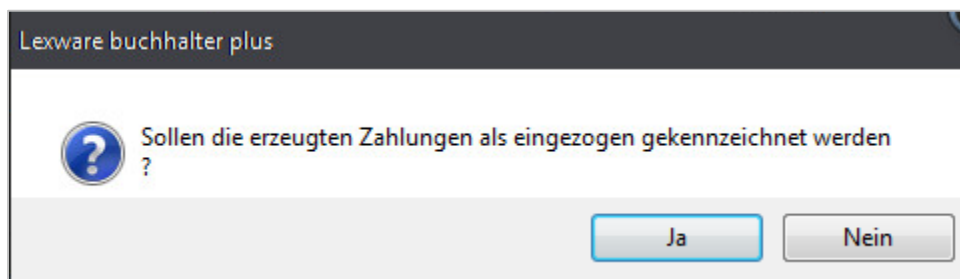 Lexware buchhalter plus
Sollen die erzeugten Zahlungen als eingezogen gekennzeichnet werden
?
Ja Nein